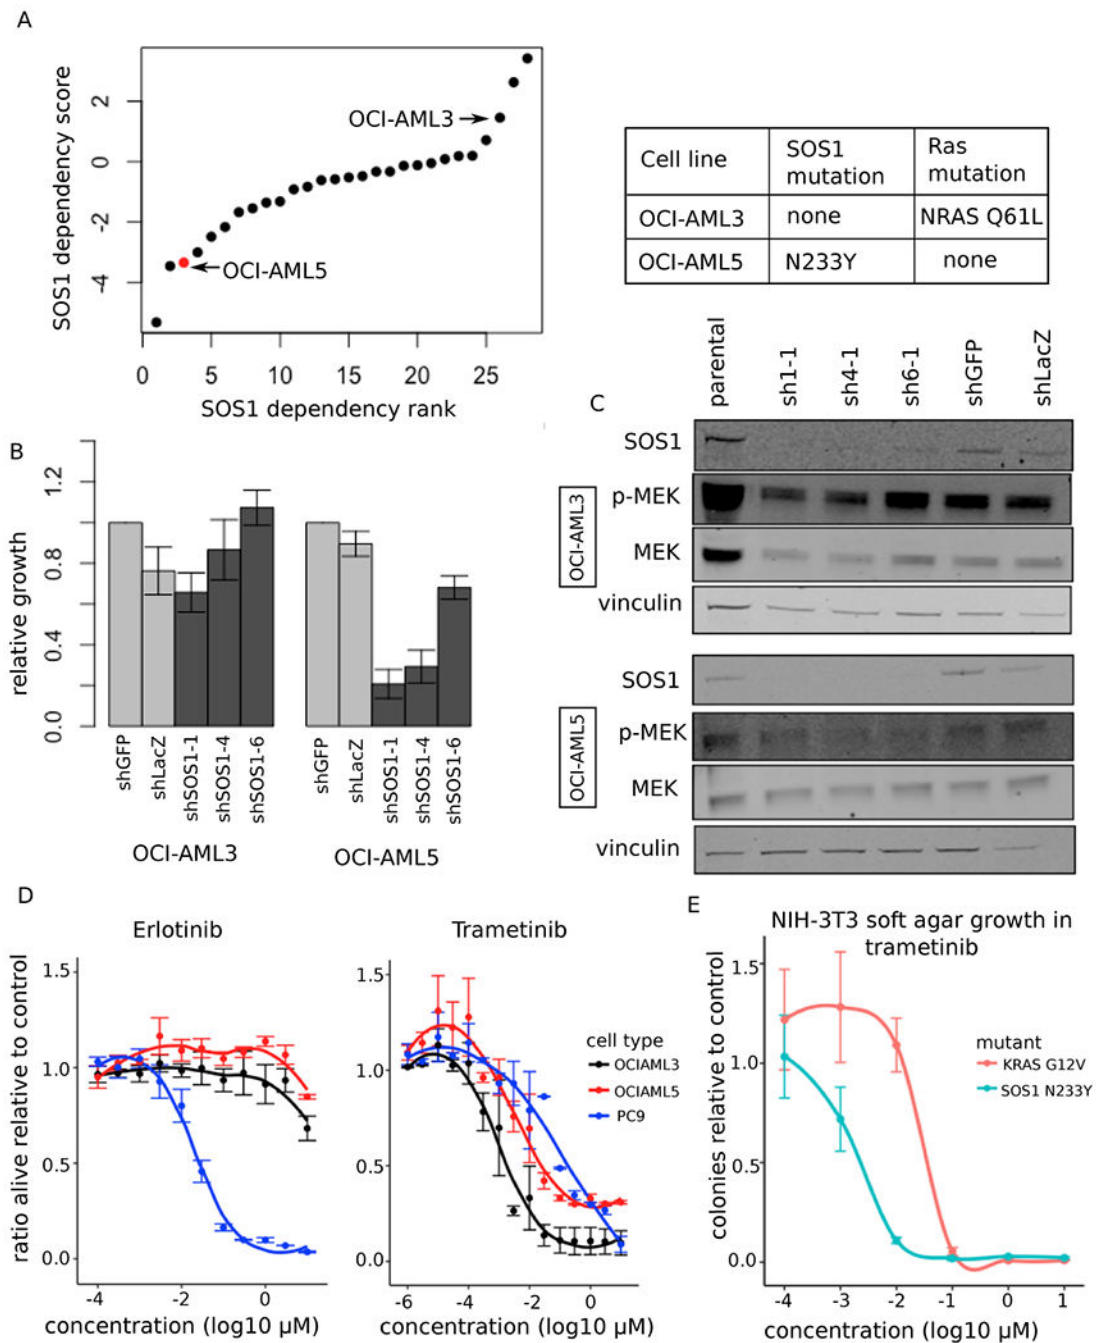 A
SOS1 dependency score
2
0
-2
-4
OCI-AML3
OCI-AML5
0 5 10 15 20 25
SOS1 dependency rank
Cell line SOS1 mutation Ras mutation
OCI-AML3 none NRAS Q61L
OCI-AML5 N233Y none
B
relative growth
1.2
0.8
0.4
0.0
shGFP shLacZ shSOS1-1 shSOS1-4 shSOS1-6
OCI-AML3
shGFP shLacZ shSOS1-1 shSOS1-4 shSOS1-6
OCI-AML5
C
parental sh1-1 sh4-1 sh6-1 shGFP shLacZ
OCI-AML3
SOS1
p-MEK
MEK
vinculin
OCI-AML5
SOS1
p-MEK
MEK
vinculin
D
Erlotinib
ratio alive relative to control
1.5
1.0
0.5
0.0
-4 -2 0
concentration (log10 µM)
Trametinib
1.5
1.0
0.5
0.0
-6 -4 -2 0
concentration (log10 µM)
cell type
OCIAML3
OCIAML5
PC9
E
NIH-3T3 soft agar growth in
trametinib
colonies relative to control
1.5
1.0
0.5
0.0
-4 -3 -2 -1 0 1
concentration (log10 µM)
mutant
KRAS G12V
SOS1 N233Y